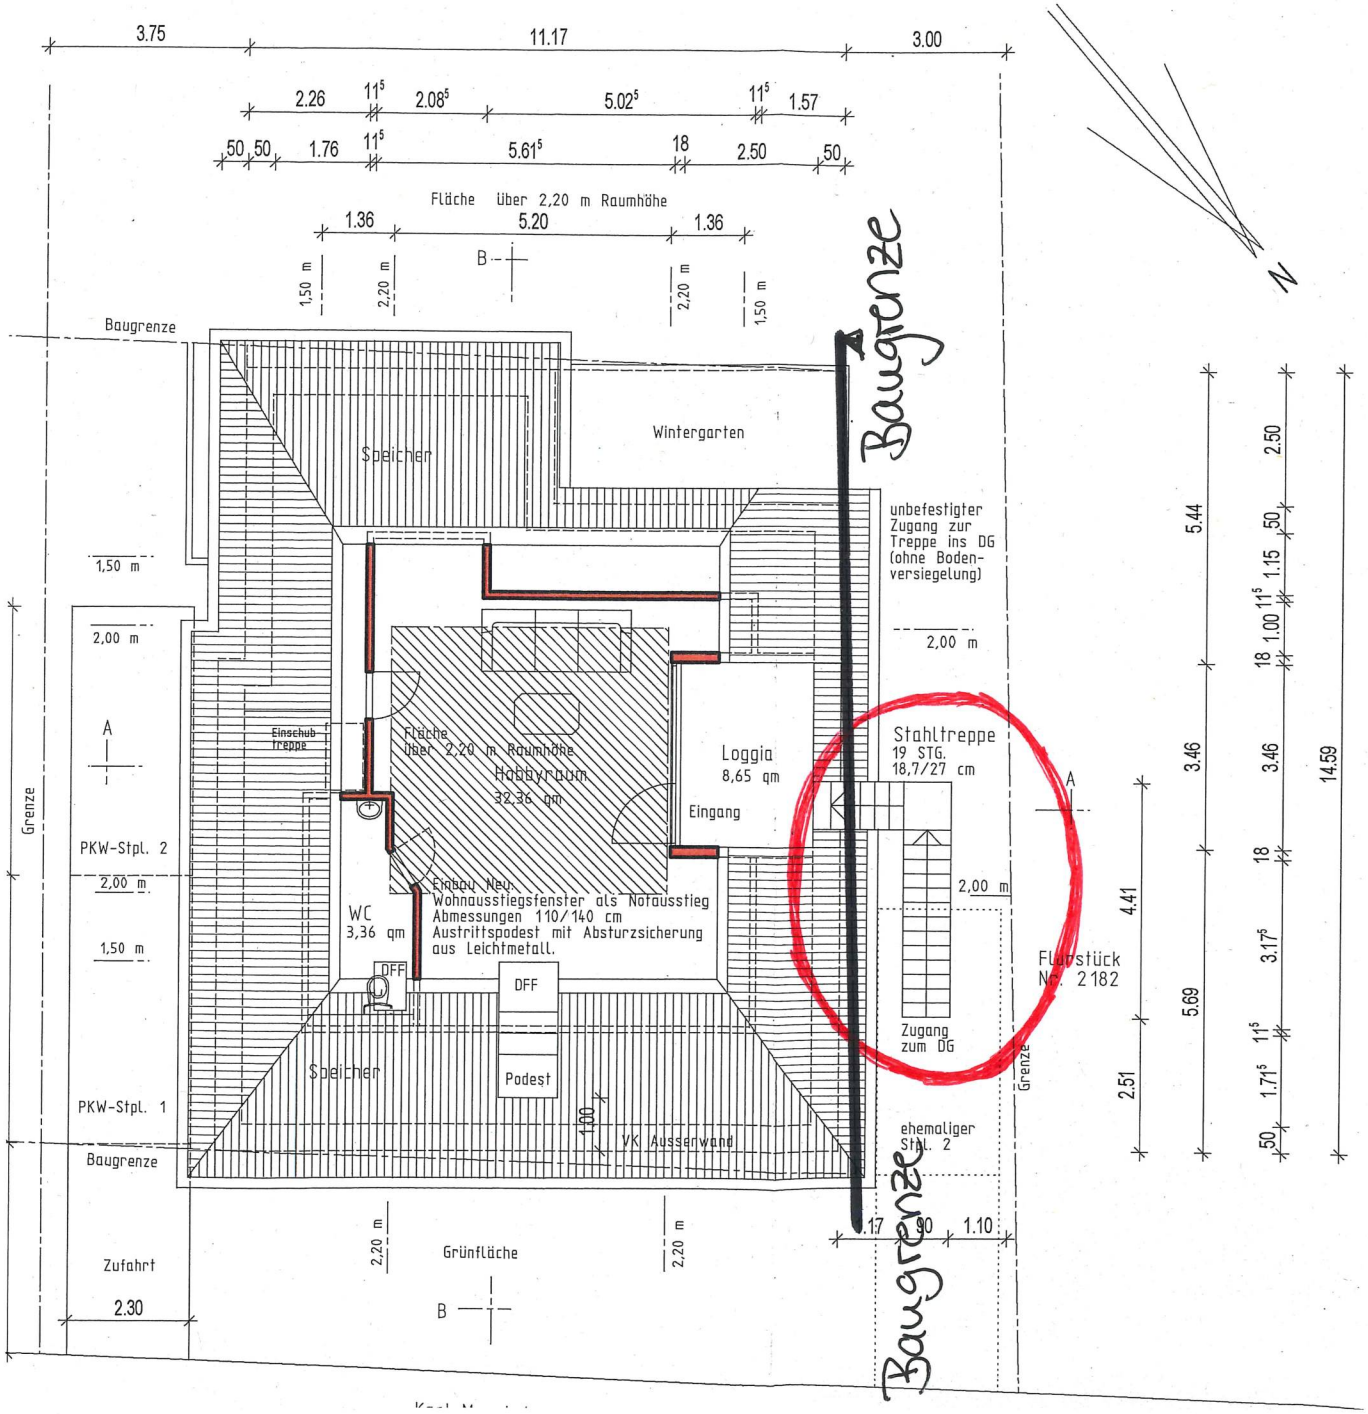 3.75 11.17 3.00
2.26 11⁵ 2.08⁵ 5.02⁵ 11⁵ 1.57
50 50 1.76 11⁵ 5.61⁵ 18 2.50 50
Fläche über 2,20 m Raumhöhe
1.36 5.20 1.36
B
1,50 m
2,20 m
2,20 m
1,50 m
N
Baugrenze
Baugrenze
Speicher
Wintergarten
unbefestigter
Zugang zur
Treppe ins DG
(ohne Boden-
versiegelung)
1,50 m
2,00 m
2,00 m
A
Einschub
treppe
Fläche
über 2,20 m Raumhöhe
Hobbyraum
32,36 qm
Loggia
8,65 qm
Eingang
Stahltreppe
19 STG.
18,7/27 cm
A
Grenze
PKW-Stpl. 2
2,00 m
1,50 m
WC
3,36 qm
DFF
Einbau Neu:
Wohnausstiegsfenster als Notausstieg
Abmessungen 110/140 cm
Austrittspodest mit Absturzsicherung
aus Leichtmetall.
DFF
Podest
2,00 m
Flurstück
Nr. 2182
Zugang
zum DG
Grenze
Speicher
1.00
VK Ausserwand
PKW-Stpl. 1
Baugrenze
ehemaliger
Stpl. 2
Baugrenze
1.17 90 1.10
2,20 m
2,20 m
Grünfläche
B
Zufahrt
2.30
4.41
2.51
5.44
3.46
5.69
2.50
50
1.15
11⁵
1.00
18
3.46
18
3.17⁵
11⁵
1.71⁵
50
14.59